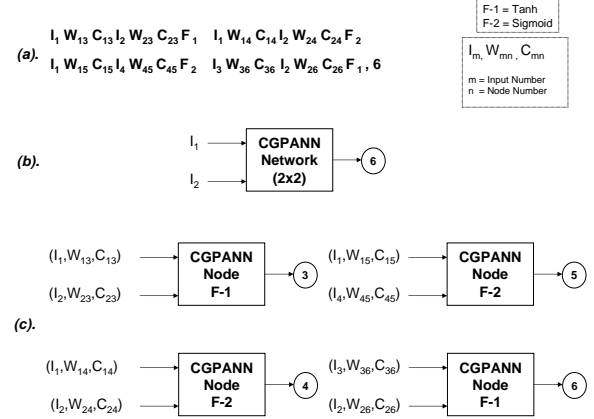 F-1 = Tanh
F-2 = Sigmoid
I₁ W₁₃ C₁₃ I₂ W₂₃ C₂₃ F₁ I₁ W₁₄ C₁₄ I₂ W₂₄ C₂₄ F₂
(a).
I₁ W₁₅ C₁₅ I₄ W₄₅ C₄₅ F₂ I₃ W₃₆ C₃₆ I₂ W₂₆ C₂₆ F₁ , 6
Iₘ, Wₘₙ , Cₘₙ
m = Input Number
n = Node Number
(b).
I₁
I₂
CGPANN
Network
(2x2)
6
(c).
(I₁,W₁₃,C₁₃)
(I₂,W₂₃,C₂₃)
CGPANN
Node
F-1
3
(I₁,W₁₅,C₁₅)
(I₄,W₄₅,C₄₅)
CGPANN
Node
F-2
5
(I₁,W₁₄,C₁₄)
(I₂,W₂₄,C₂₄)
CGPANN
Node
F-2
4
(I₃,W₃₆,C₃₆)
(I₂,W₂₆,C₂₆)
CGPANN
Node
F-1
6